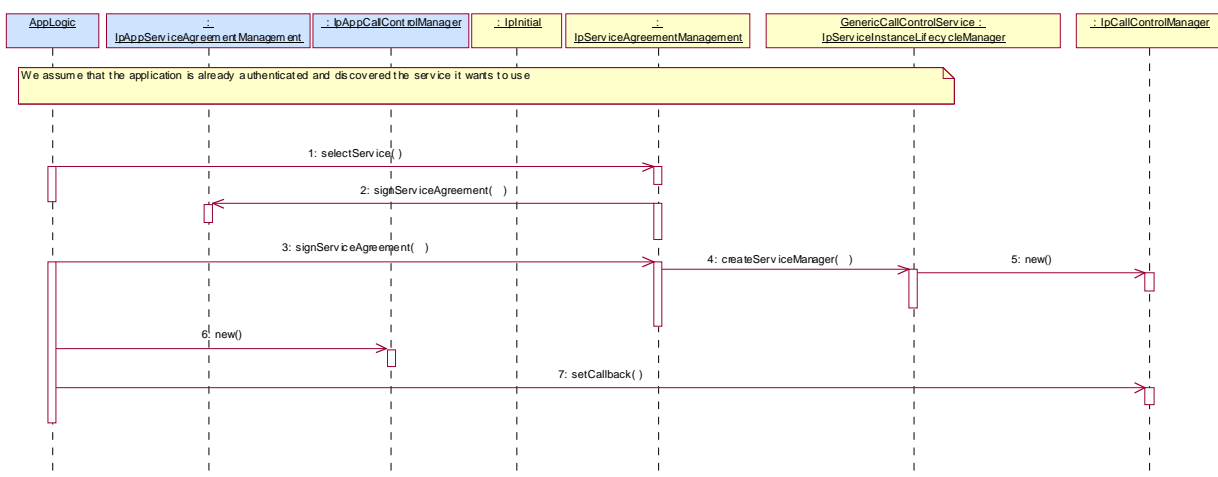 AppLogic
:
IpAppServiceAgreementManagement
: IpAppCallControlManager
: IpInitial
:
IpServiceAgreementManagement
GenericCallControlService :
IpServiceInstanceLifecycleManager
: IpCallControlManager
We assume that the application is already authenticated and discovered the service it wants to use
1: selectService( )
2: signServiceAgreement( )
3: signServiceAgreement( )
4: createServiceManager( )
5: new()
6: new()
7: setCallback( )